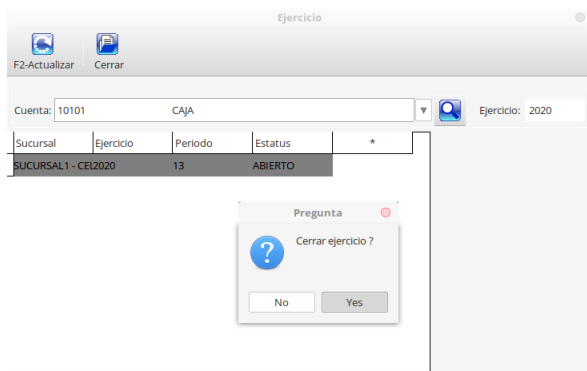 Ejercicio
F2-Actualizar Cerrar
Cuenta: 10101 CAJA Ejercicio: 2020
Sucursal Ejercicio Periodo Estatus *
SUCURSAL1 - CEI2020 13 ABIERTO
Pregunta
?
Cerrar ejercicio ?
No Yes